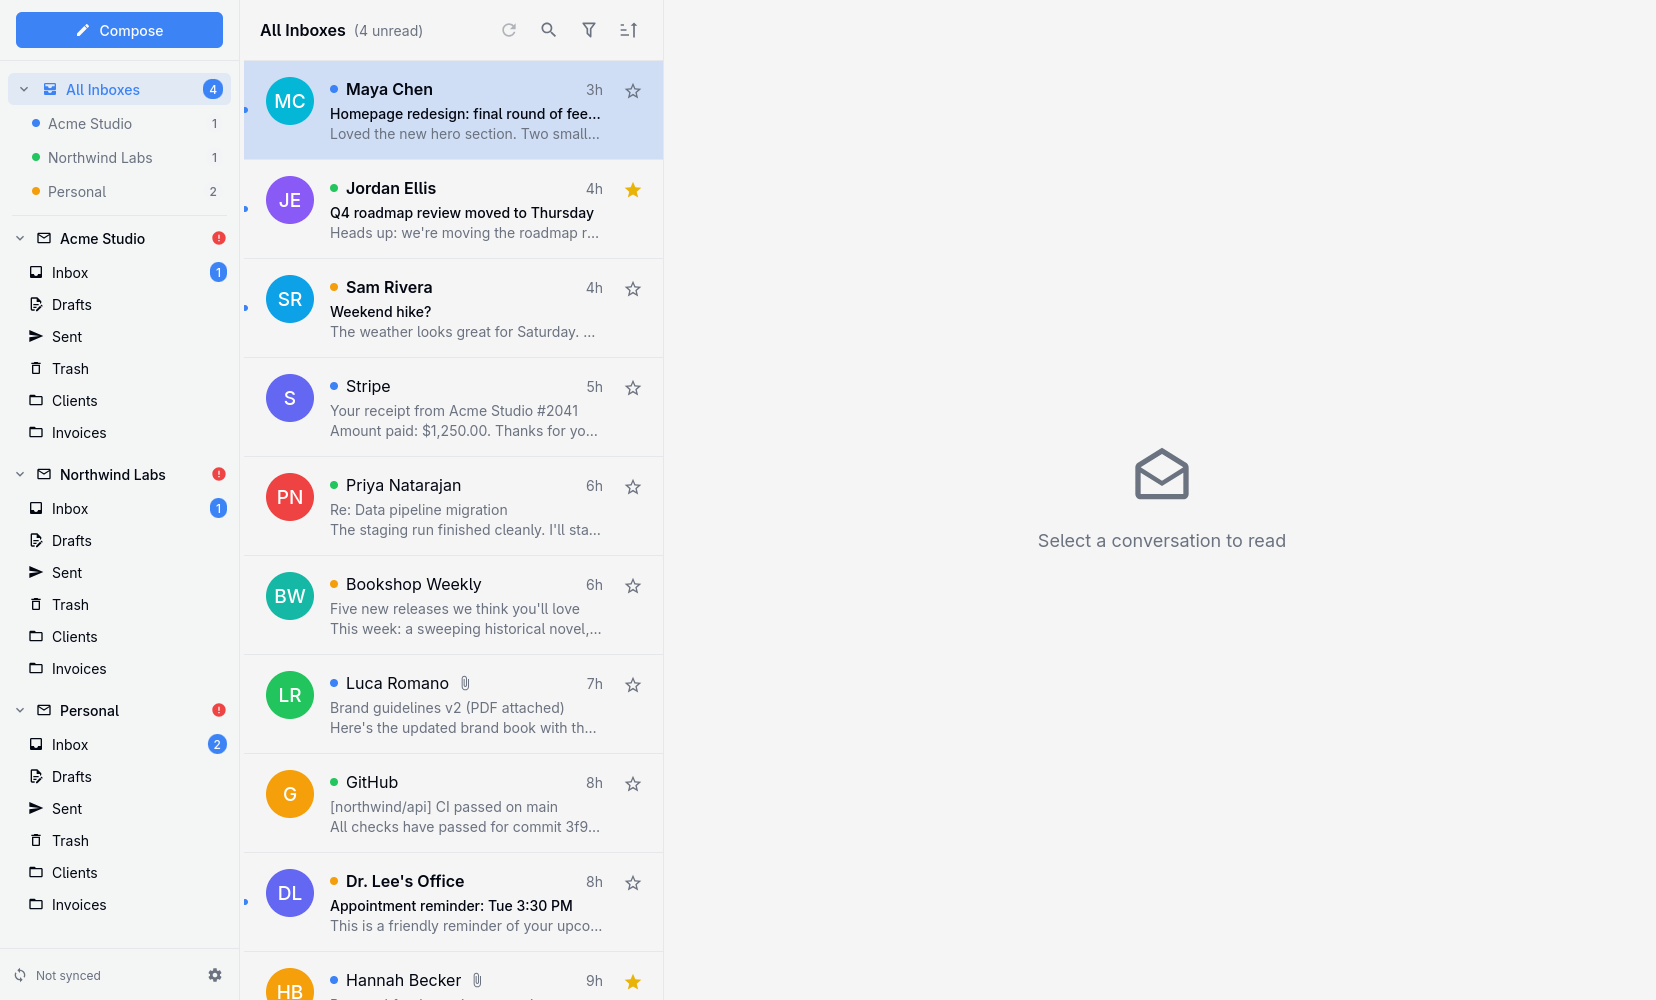 Compose
All Inboxes 4
Acme Studio 1
Northwind Labs 1
Personal 2
Acme Studio
Inbox 1
Drafts
Sent
Trash
Clients
Invoices
Northwind Labs
Inbox 1
Drafts
Sent
Trash
Clients
Invoices
Personal
Inbox 2
Drafts
Sent
Trash
Clients
Invoices
Not synced
All Inboxes (4 unread)
MC
Maya Chen 3h
Homepage redesign: final round of fee...
Loved the new hero section. Two small...
JE
Jordan Ellis 4h
Q4 roadmap review moved to Thursday
Heads up: we're moving the roadmap r...
SR
Sam Rivera 4h
Weekend hike?
The weather looks great for Saturday. ...
S
Stripe 5h
Your receipt from Acme Studio #2041
Amount paid: $1,250.00. Thanks for yo...
PN
Priya Natarajan 6h
Re: Data pipeline migration
The staging run finished cleanly. I'll sta...
BW
Bookshop Weekly 6h
Five new releases we think you'll love
This week: a sweeping historical novel,...
LR
Luca Romano 7h
Brand guidelines v2 (PDF attached)
Here's the updated brand book with th...
G
GitHub 8h
[northwind/api] CI passed on main
All checks have passed for commit 3f9...
DL
Dr. Lee's Office 8h
Appointment reminder: Tue 3:30 PM
This is a friendly reminder of your upco...
HB
Hannah Becker 9h
Select a conversation to read